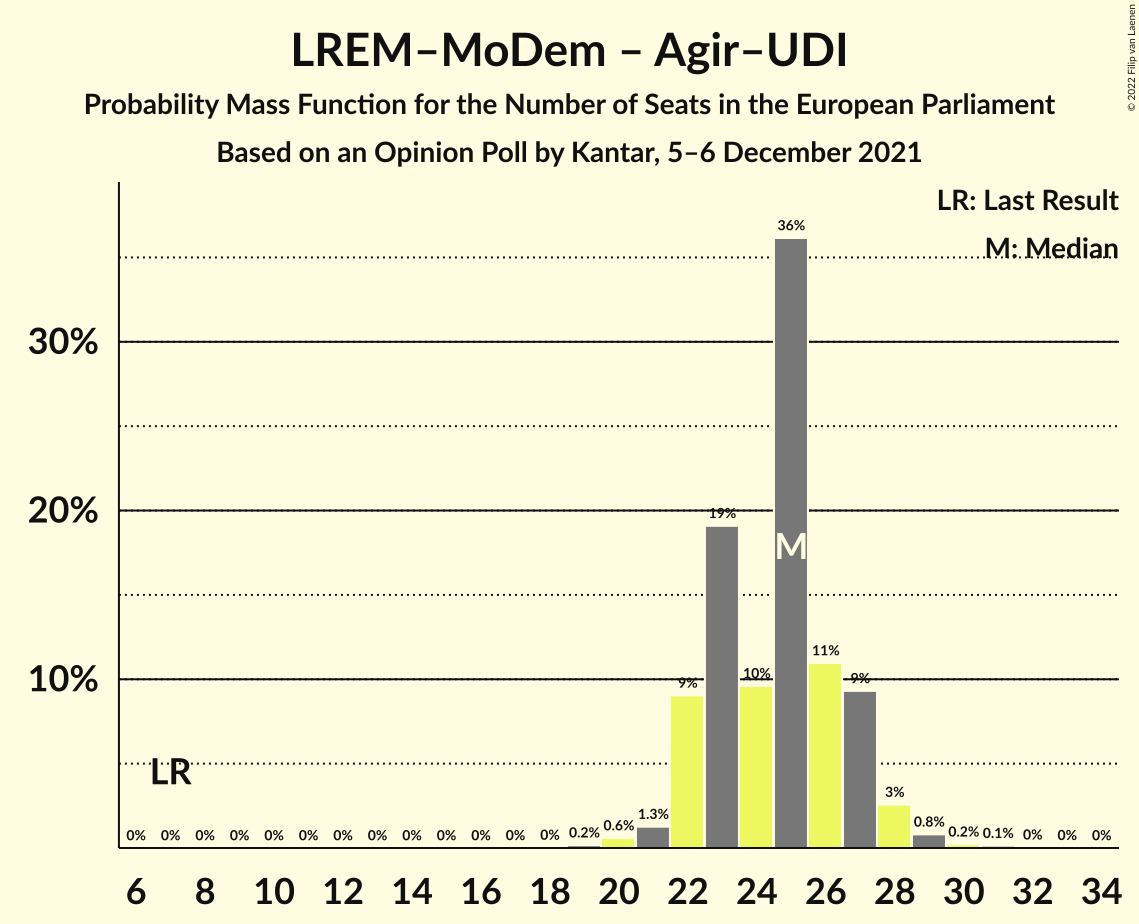 LREM–MoDem – Agir–UDI
Probability Mass Function for the Number of Seats in the European Parliament
Based on an Opinion Poll by Kantar, 5–6 December 2021
© 2022 Filip van Laenen
LR: Last Result
M: Median
36%
30%
20%
19%
M
11%
10%
10%
9%
9%
LR
3%
1.3%
0.8%
0.6%
0% 0% 0% 0% 0% 0% 0% 0% 0% 0% 0% 0% 0% 0.2% 0.2% 0.1% 0% 0% 0%
6 8 10 12 14 16 18 20 22 24 26 28 30 32 34